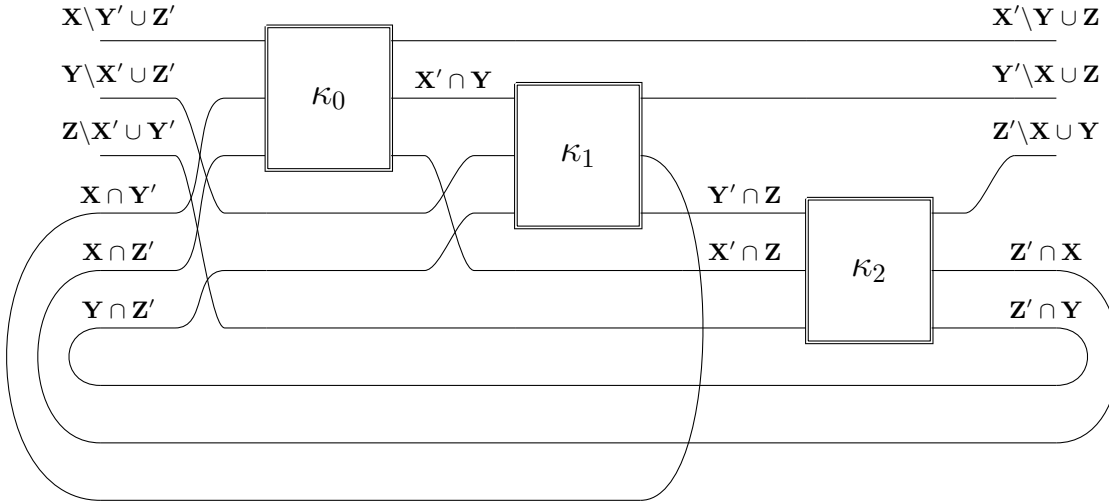 X\Y′ ∪ Z′
X′\Y ∪ Z
Y\X′ ∪ Z′
X′ ∩ Y
Y′\X ∪ Z
κ₀
Z\X′ ∪ Y′
Z′\X ∪ Y
κ₁
X ∩ Y′
Y′ ∩ Z
X ∩ Z′
X′ ∩ Z
Z′ ∩ X
κ₂
Y ∩ Z′
Z′ ∩ Y